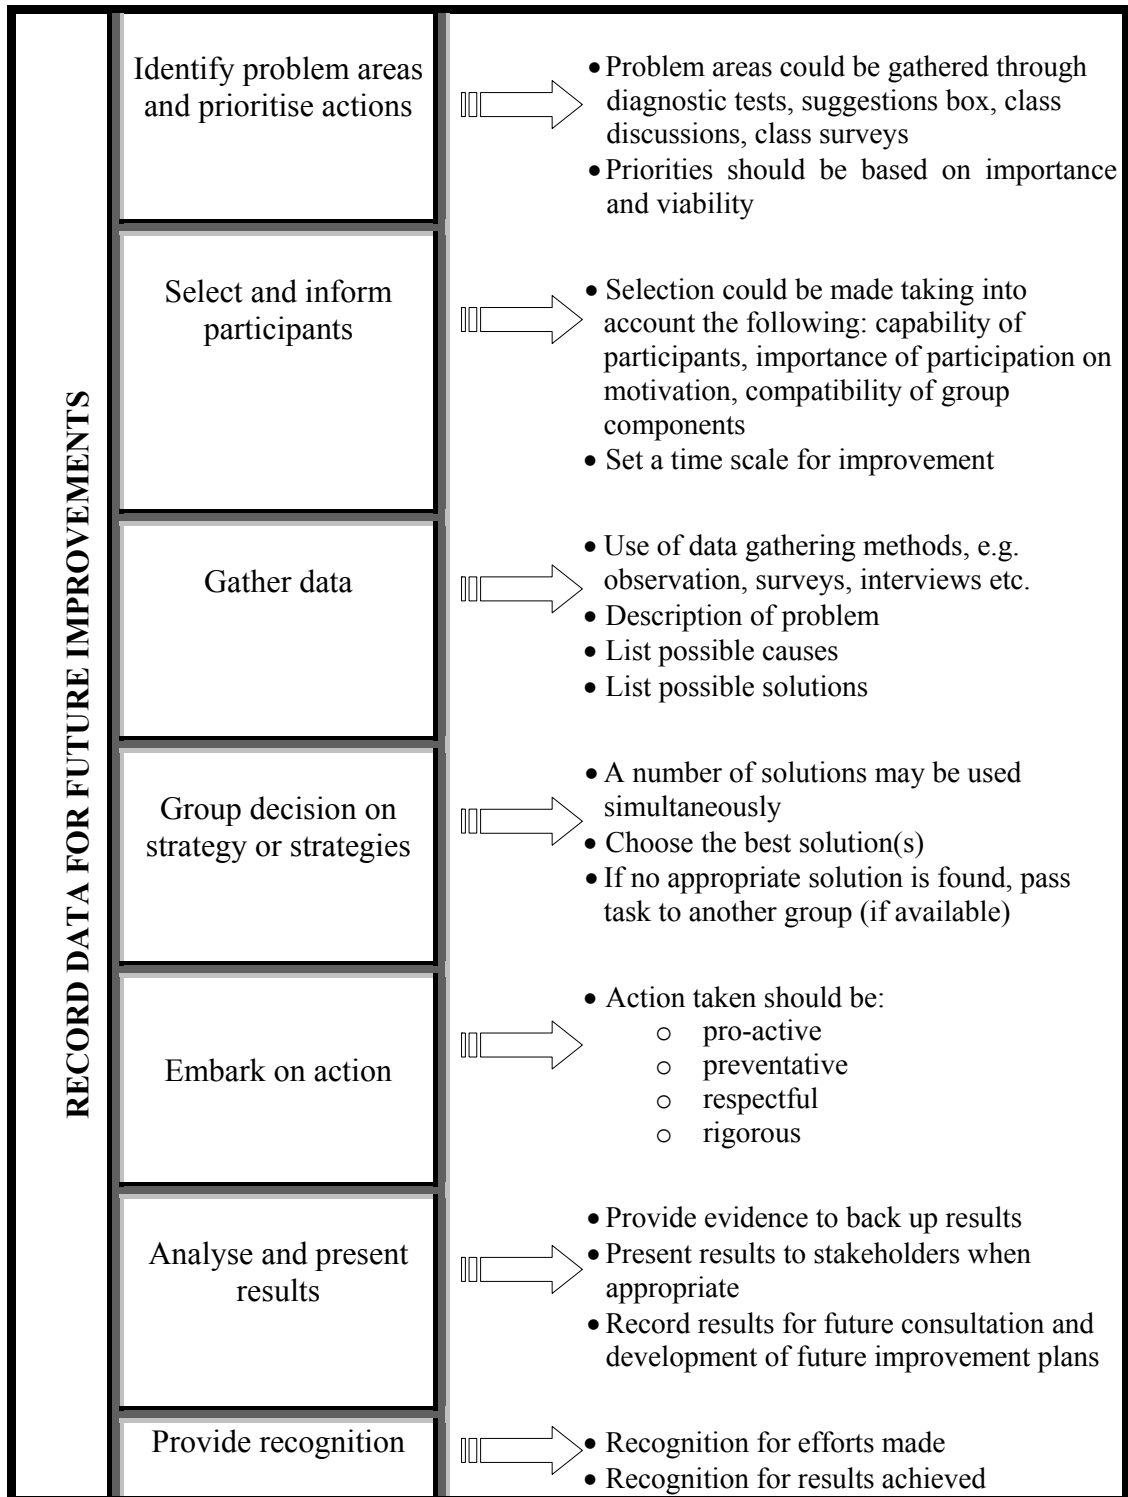 RECORD DATA FOR FUTURE IMPROVEMENTS
Identify problem areas
and prioritise actions
• Problem areas could be gathered through
diagnostic tests, suggestions box, class
discussions, class surveys
• Priorities should be based on importance
and viability
Select and inform
participants
• Selection could be made taking into
account the following: capability of
participants, importance of participation on
motivation, compatibility of group
components
• Set a time scale for improvement
Gather data
• Use of data gathering methods, e.g.
observation, surveys, interviews etc.
• Description of problem
• List possible causes
• List possible solutions
Group decision on
strategy or strategies
• A number of solutions may be used
simultaneously
• Choose the best solution(s)
• If no appropriate solution is found, pass
task to another group (if available)
Embark on action
• Action taken should be:
o pro-active
o preventative
o respectful
o rigorous
Analyse and present
results
• Provide evidence to back up results
• Present results to stakeholders when
appropriate
• Record results for future consultation and
development of future improvement plans
Provide recognition
• Recognition for efforts made
• Recognition for results achieved